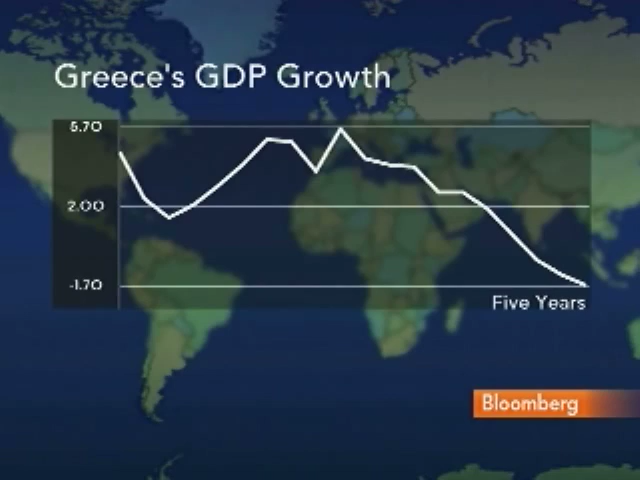 Greece's GDP Growth
5.70
2.00
-1.70
Five Years
Bloomberg